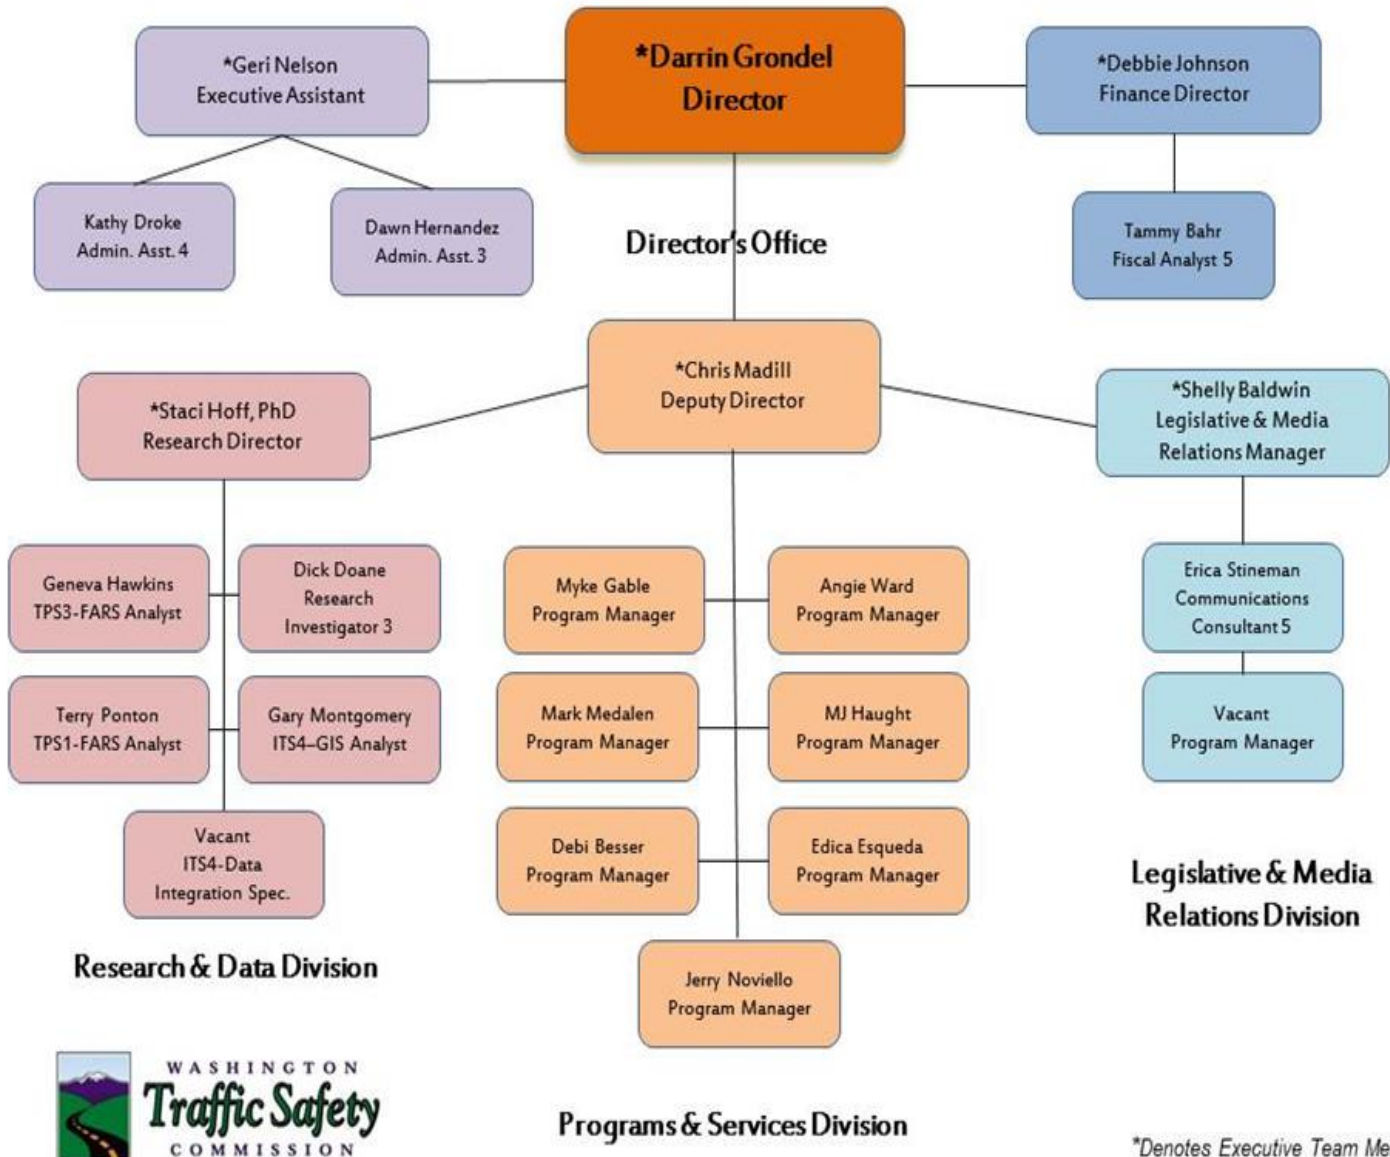 *Geri Nelson
Executive Assistant
*Darrin Grondel
Director
*Debbie Johnson
Finance Director
Kathy Droke
Admin. Asst. 4
Dawn Hernandez
Admin. Asst. 3
Director's Office
Tammy Bahr
Fiscal Analyst 5
*Chris Madill
Deputy Director
*Staci Hoff, PhD
Research Director
*Shelly Baldwin
Legislative & Media
Relations Manager
Geneva Hawkins
TPS3-FARS Analyst
Dick Doane
Research
Investigator 3
Terry Ponton
TPS1-FARS Analyst
Gary Montgomery
ITS4–GIS Analyst
Vacant
ITS4-Data
Integration Spec.
Research & Data Division
Myke Gable
Program Manager
Angie Ward
Program Manager
Mark Medalen
Program Manager
MJ Haught
Program Manager
Debi Besser
Program Manager
Edica Esqueda
Program Manager
Jerry Noviello
Program Manager
Programs & Services Division
Erica Stineman
Communications
Consultant 5
Vacant
Program Manager
Legislative & Media
Relations Division
WASHINGTON
Traffic Safety
COMMISSION
*Denotes Executive Team Me